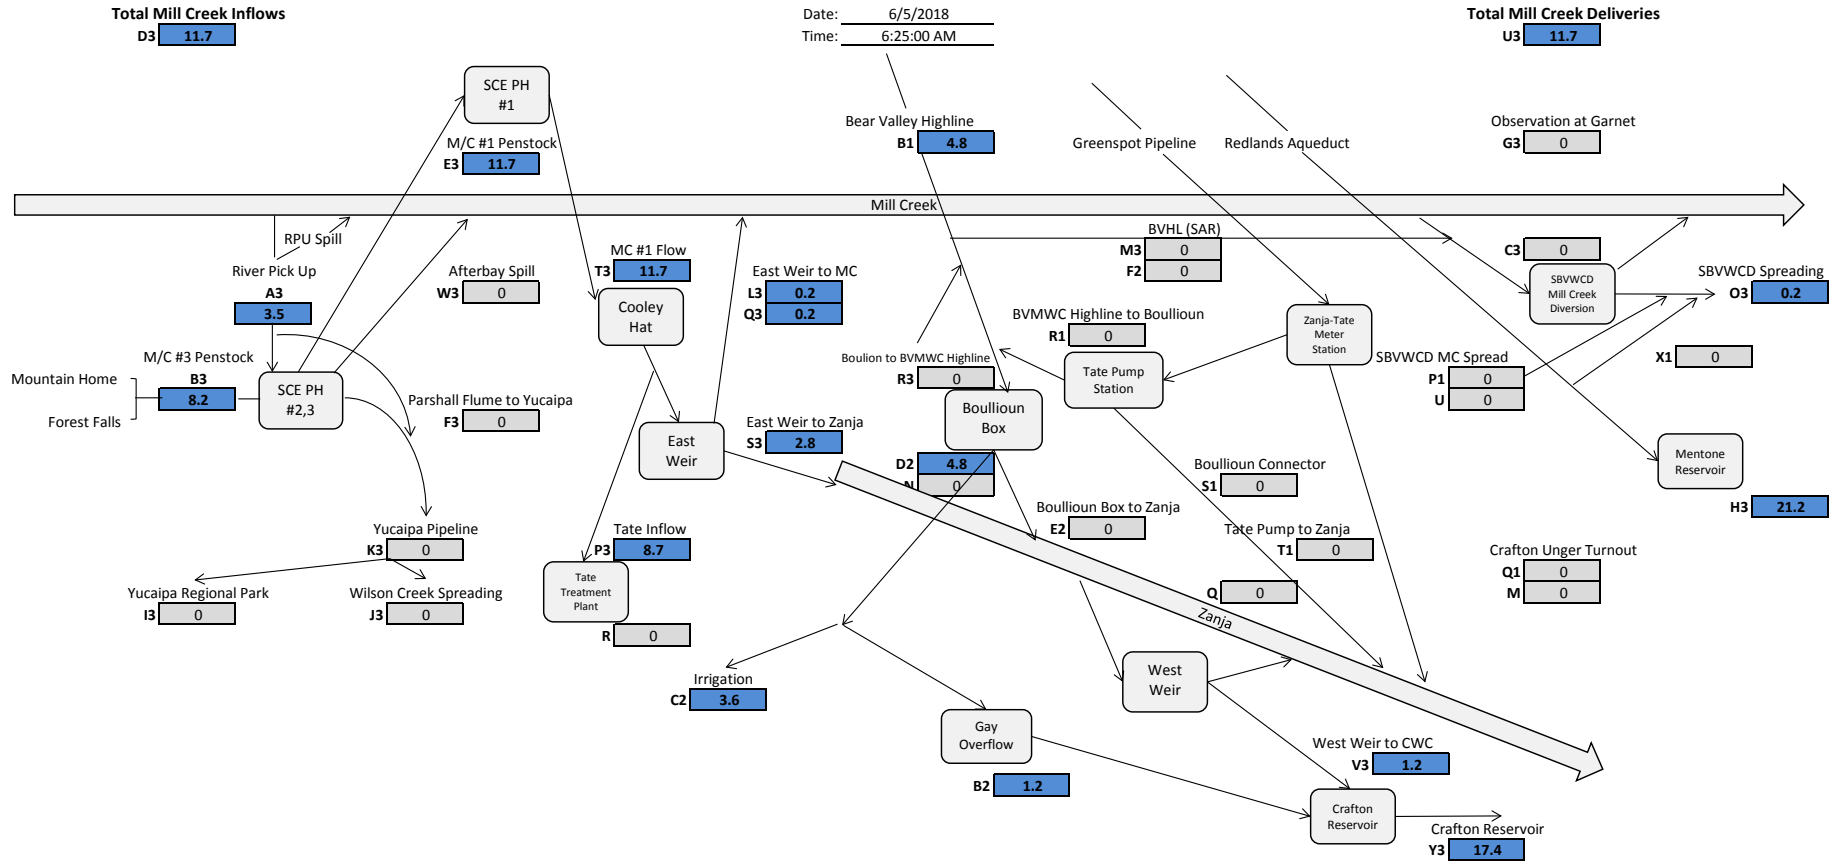 Total Mill Creek Inflows
D3 11.7
Date: 6/5/2018
Time: 6:25:00 AM
Total Mill Creek Deliveries
U3 11.7
SCE PH
#1
M/C #1 Penstock
E3 11.7
Bear Valley Highline
B1 4.8
Greenspot Pipeline
Redlands Aqueduct
Observation at Garnet
G3 0
Mill Creek
RPU Spill
River Pick Up
A3
3.5
Afterbay Spill
W3 0
MC #1 Flow
T3 11.7
Cooley
Hat
East Weir to MC
L3 0.2
Q3 0.2
BVHL (SAR)
M3 0
F2 0
C3 0
SBVWCD
Mill Creek
Diversion
SBVWCD Spreading
O3 0.2
BVMWC Highline to Boullioun
R1 0
Zanja-Tate
Meter
Station
Boulion to BVMWC Highline
R3 0
Tate Pump
Station
SBVWCD MC Spread
P1 0
U 0
X1 0
M/C #3 Penstock
B3 8.2
Mountain Home
Forest Falls
SCE PH
#2,3
Parshall Flume to Yucaipa
F3 0
East
Weir
East Weir to Zanja
S3 2.8
Boullioun
Box
D2 4.8
N 0
Boullioun Connector
S1 0
Mentone
Reservoir
H3 21.2
Yucaipa Pipeline
K3 0
Tate Inflow
P3 8.7
Boullioun Box to Zanja
E2 0
Tate Pump to Zanja
T1 0
Crafton Unger Turnout
Q1 0
M 0
Yucaipa Regional Park
I3 0
Wilson Creek Spreading
J3 0
Tate
Treatment
Plant
R 0
Q 0
Zanja
Irrigation
C2 3.6
West
Weir
Gay
Overflow
B2 1.2
West Weir to CWC
V3 1.2
Crafton
Reservoir
Crafton Reservoir
Y3 17.4